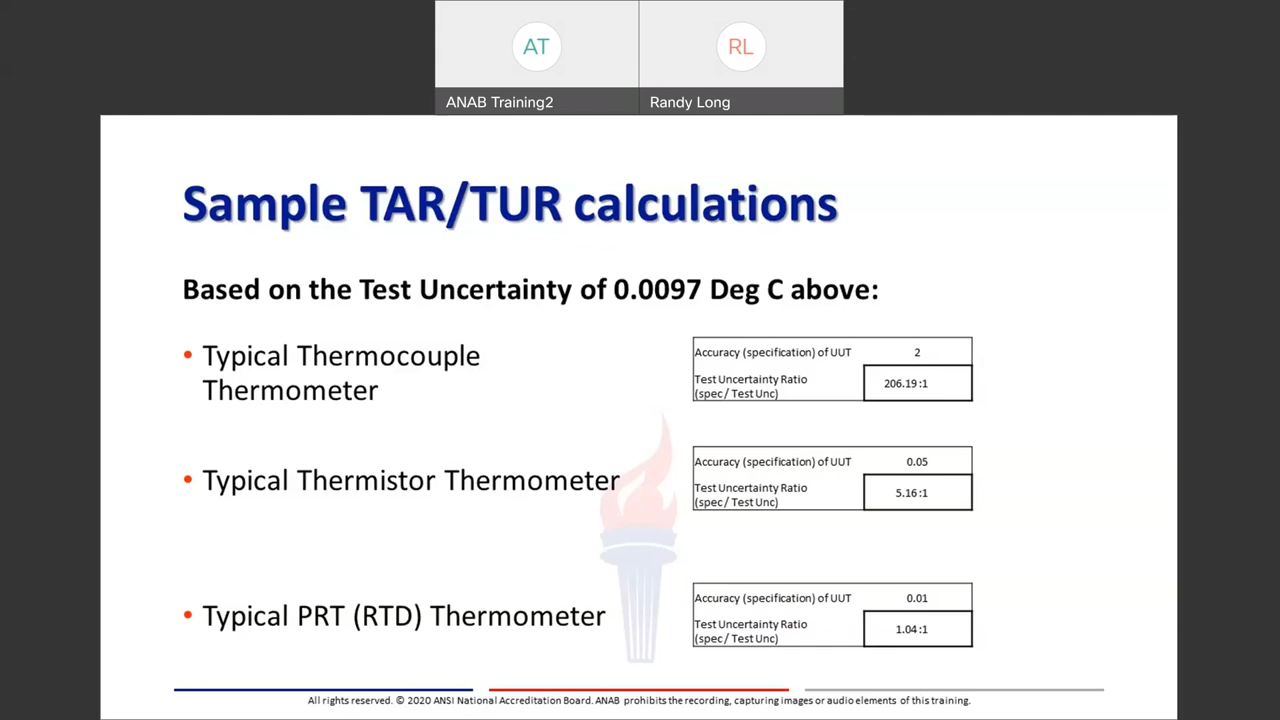 AT
RL
ANAB Training2
Randy Long
Sample TAR/TUR calculations
Based on the Test Uncertainty of 0.0097 Deg C above:
• Typical Thermocouple
Thermometer
Accuracy (specification) of UUT 2
Test Uncertainty Ratio
(spec/ Test Unc) 206.19:1
• Typical Thermistor Thermometer
Accuracy (specification) of UUT 0.05
Test Uncertainty Ratio
(spec/ Test Unc) 5.16:1
• Typical PRT (RTD) Thermometer
Accuracy (specification) of UUT 0.01
Test Uncertainty Ratio
(spec/ Test Unc) 1.04:1
All rights reserved. © 2020 ANSI National Accreditation Board. ANAB prohibits the recording, capturing images or audio elements of this training.